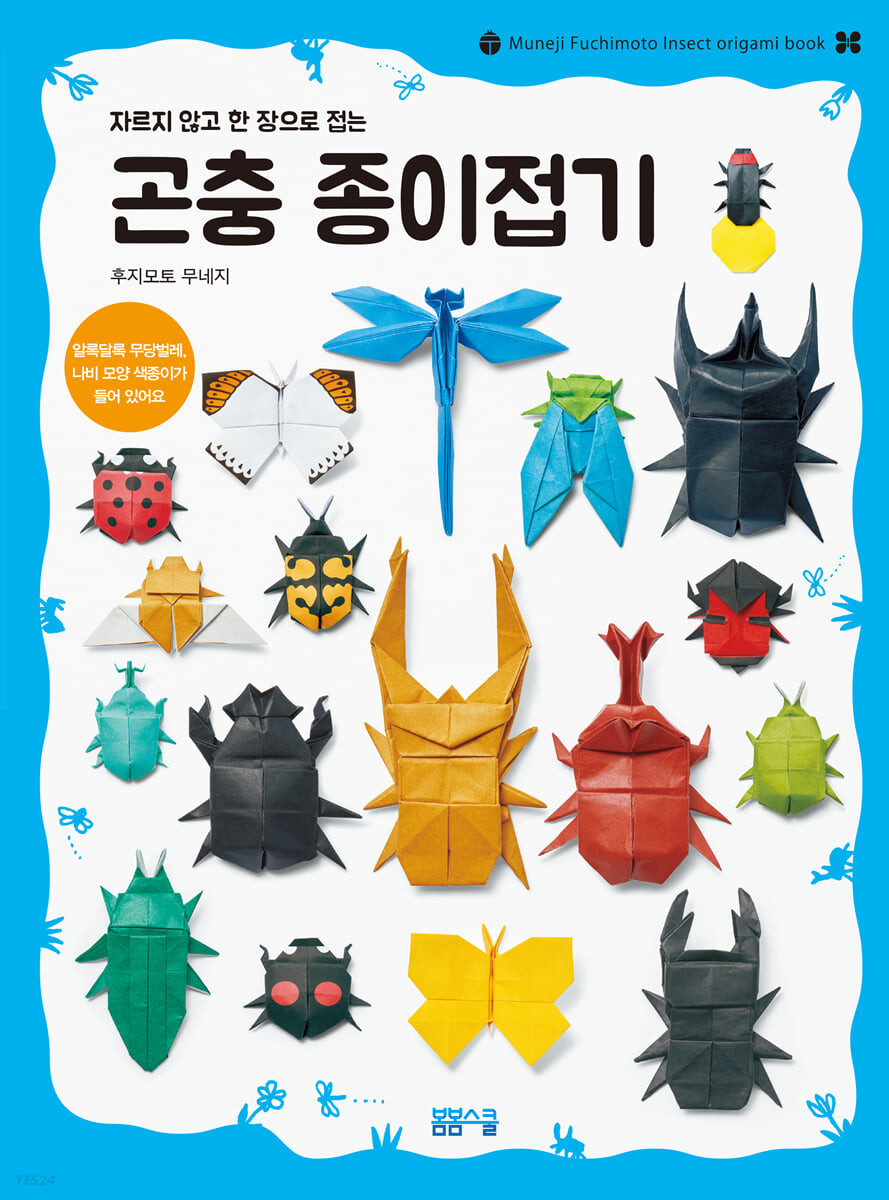 Muneji Fuchimoto Insect origami book
자르지 않고 한 장으로 접는
곤충 종이접기
후지모토 무네지
알록달록 무당벌레,
나비 모양 색종이가
들어 있어요
봄봄스쿨
YES24